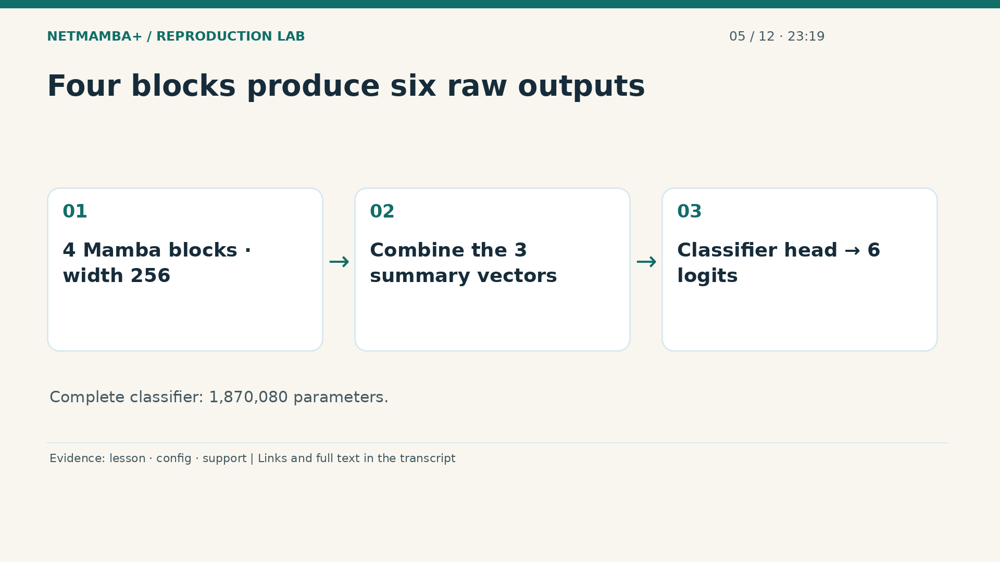 NETMAMBA+ / REPRODUCTION LAB
05 / 12 · 23:19
Four blocks produce six raw outputs
01
4 Mamba blocks ·
width 256
→
02
Combine the 3
summary vectors
→
03
Classifier head → 6
logits
Complete classifier: 1,870,080 parameters.
Evidence: lesson · config · support | Links and full text in the transcript